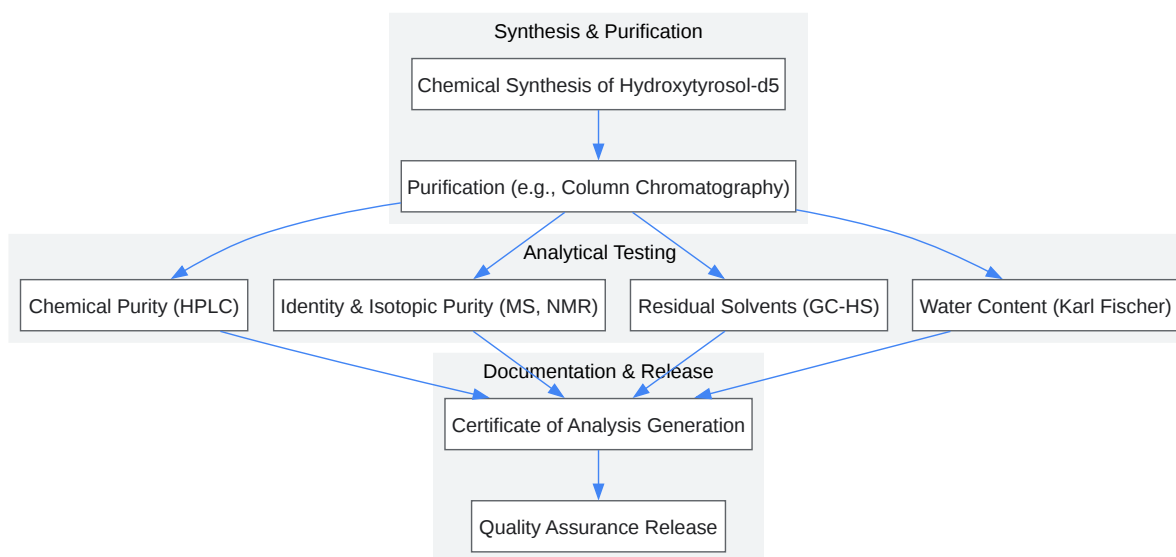 Synthesis & Purification
Chemical Synthesis of Hydroxytyrosol-d5
Purification (e.g., Column Chromatography)
Analytical Testing
Chemical Purity (HPLC)
Identity & Isotopic Purity (MS, NMR)
Residual Solvents (GC-HS)
Water Content (Karl Fischer)
Documentation & Release
Certificate of Analysis Generation
Quality Assurance Release